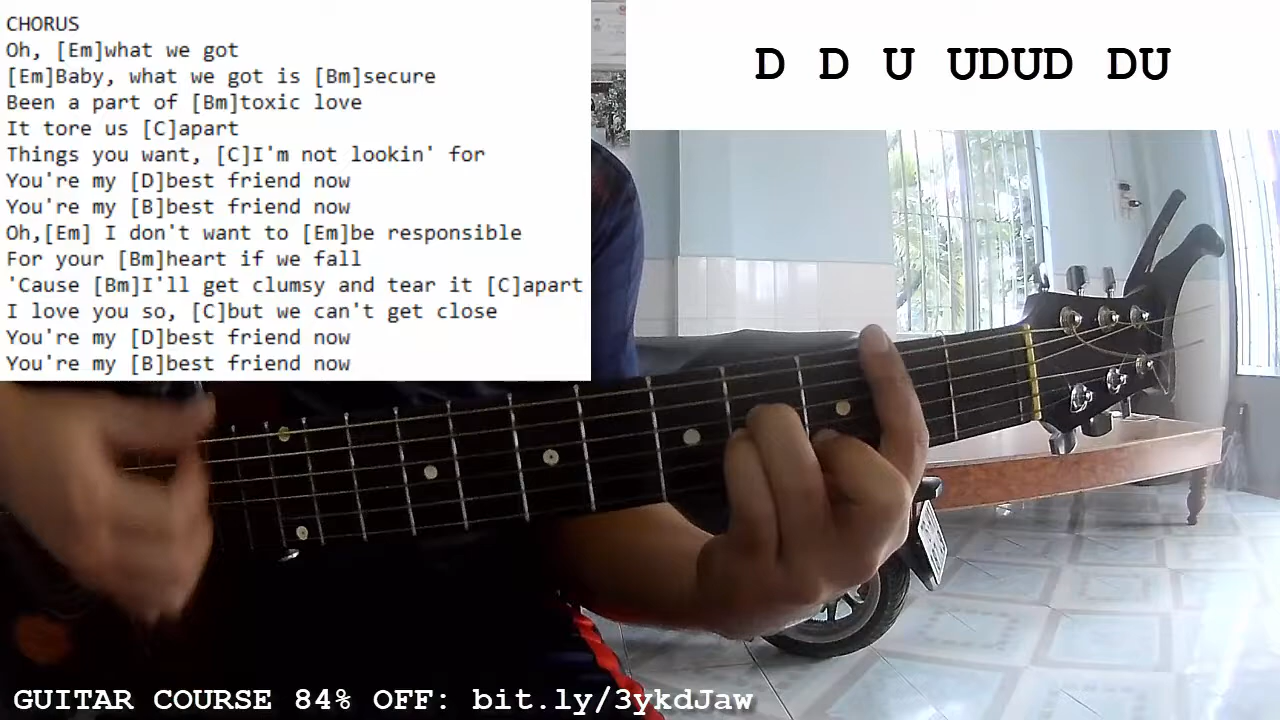 CHORUS
Oh, [Em]what we got
[Em]Baby, what we got is [Bm]secure
Been a part of [Bm]toxic love
It tore us [C]apart
Things you want, [C]I'm not lookin' for
You're my [D]best friend now
You're my [B]best friend now
Oh,[Em] I don't want to [Em]be responsible
For your [Bm]heart if we fall
'Cause [Bm]I'll get clumsy and tear it [C]apart
I love you so, [C]but we can't get close
You're my [D]best friend now
You're my [B]best friend now
D D U UDUD DU
GUITAR COURSE 84% OFF: bit.ly/3ykdJaw